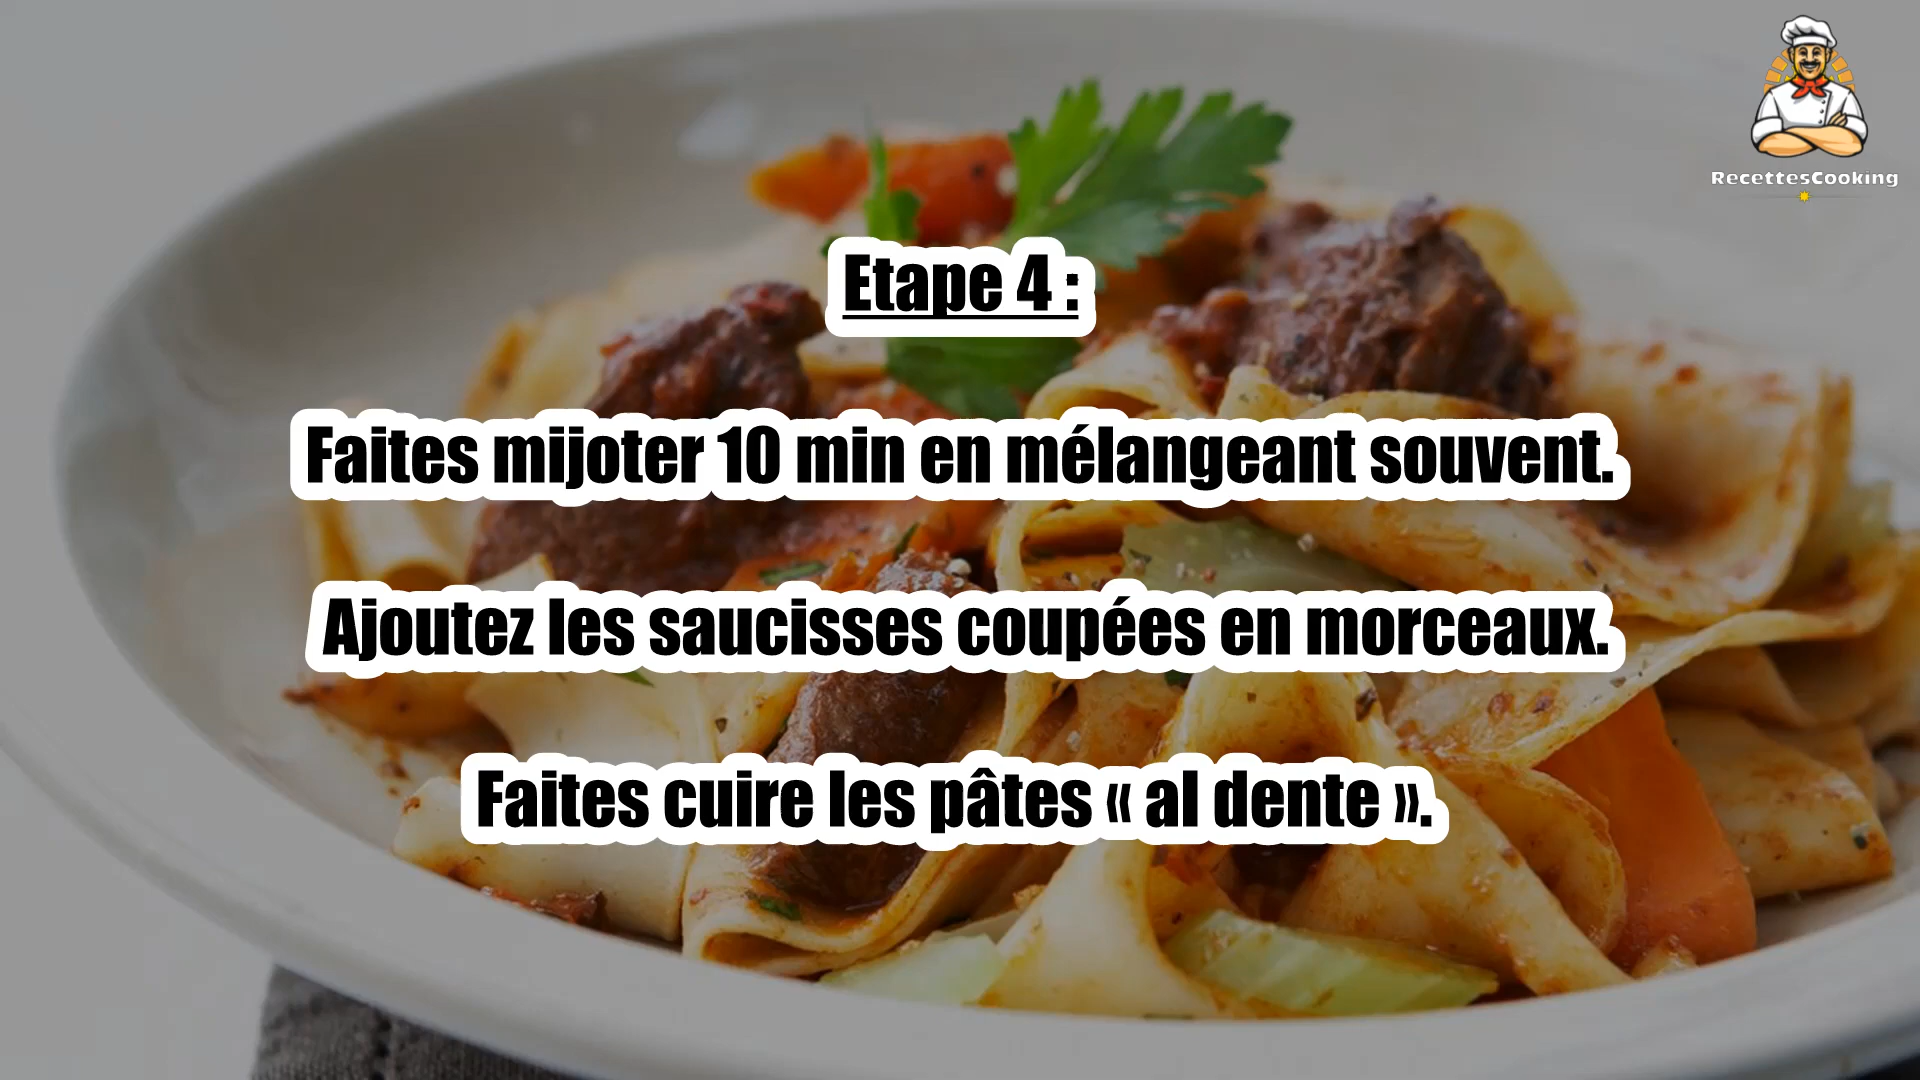 RecettesCooking
Etape 4 :
Faites mijoter 10 min en mélangeant souvent.
Ajoutez les saucisses coupées en morceaux.
Faites cuire les pâtes « al dente ».